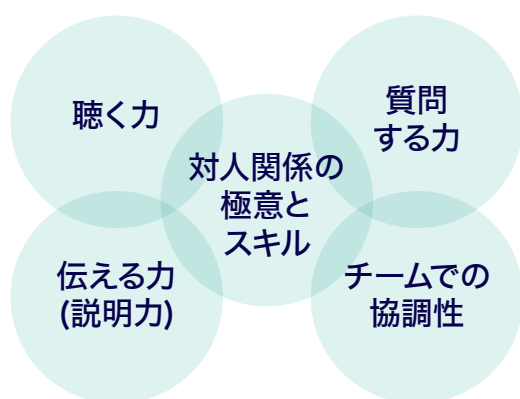 聴く力
質問
する力
対人関係の
極意と
スキル
伝える力
(説明力)
チームでの
協調性